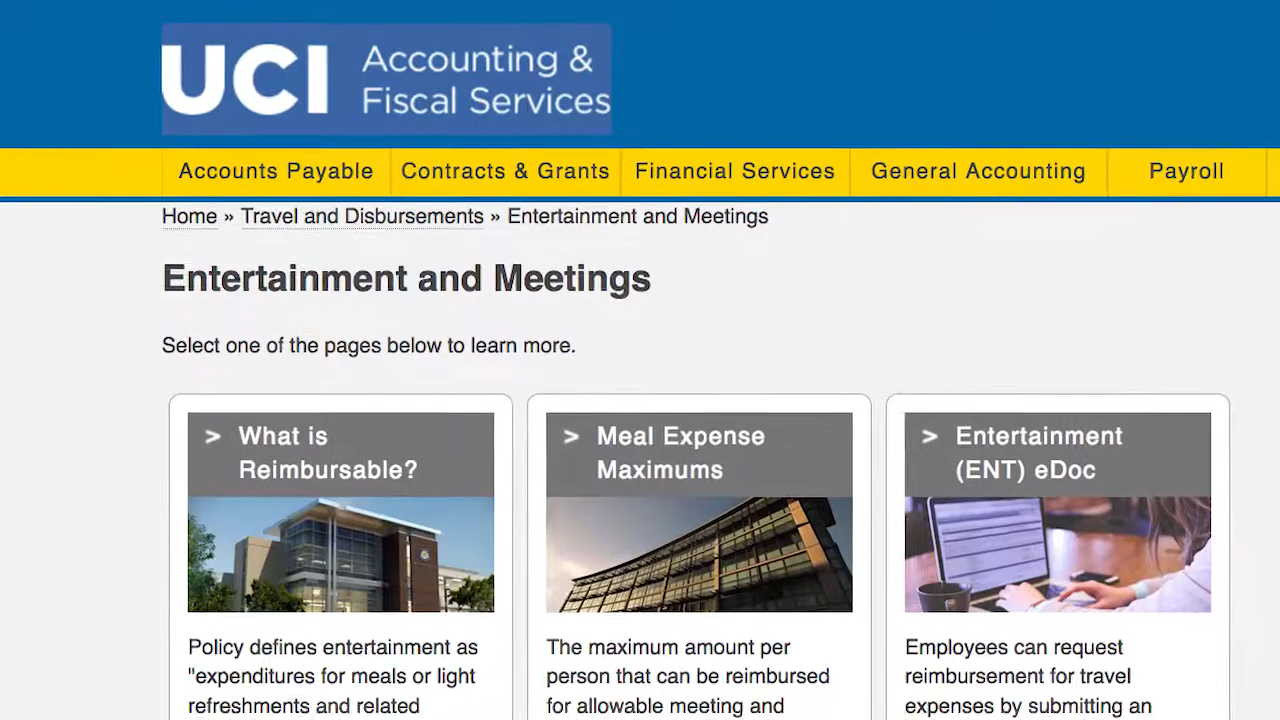 UCI Accounting &
Fiscal Services
Accounts Payable Contracts & Grants Financial Services General Accounting Payroll
Home » Travel and Disbursements » Entertainment and Meetings
Entertainment and Meetings
Select one of the pages below to learn more.
> What is
Reimbursable?
Policy defines entertainment as
"expenditures for meals or light
refreshments and related
> Meal Expense
Maximums
The maximum amount per
person that can be reimbursed
for allowable meeting and
> Entertainment
(ENT) eDoc
Employees can request
reimbursement for travel
expenses by submitting an